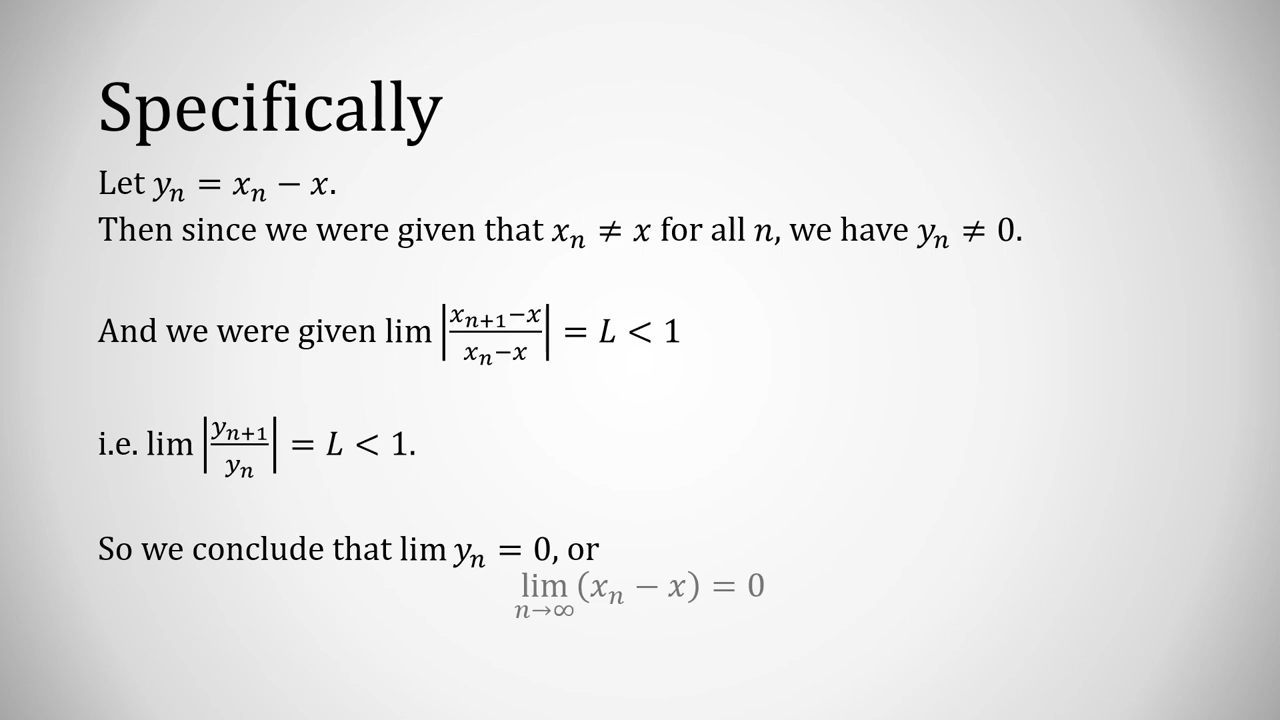 Specifically
Let yₙ = xₙ − x.
Then since we were given that xₙ ≠ x for all n, we have yₙ ≠ 0.
And we were given lim |(xₙ₊₁−x)/(xₙ−x)| = L < 1
i.e. lim |yₙ₊₁/yₙ| = L < 1.
So we conclude that lim yₙ = 0, or
lim n→∞ (xₙ − x) = 0